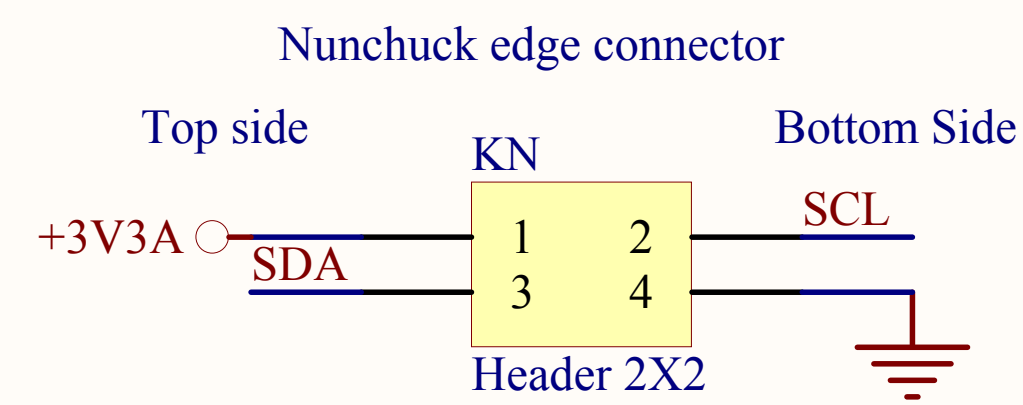 Nunchuck edge connector
Top side
Bottom Side
KN
+3V3A
1
2
SCL
SDA
3
4
Header 2X2